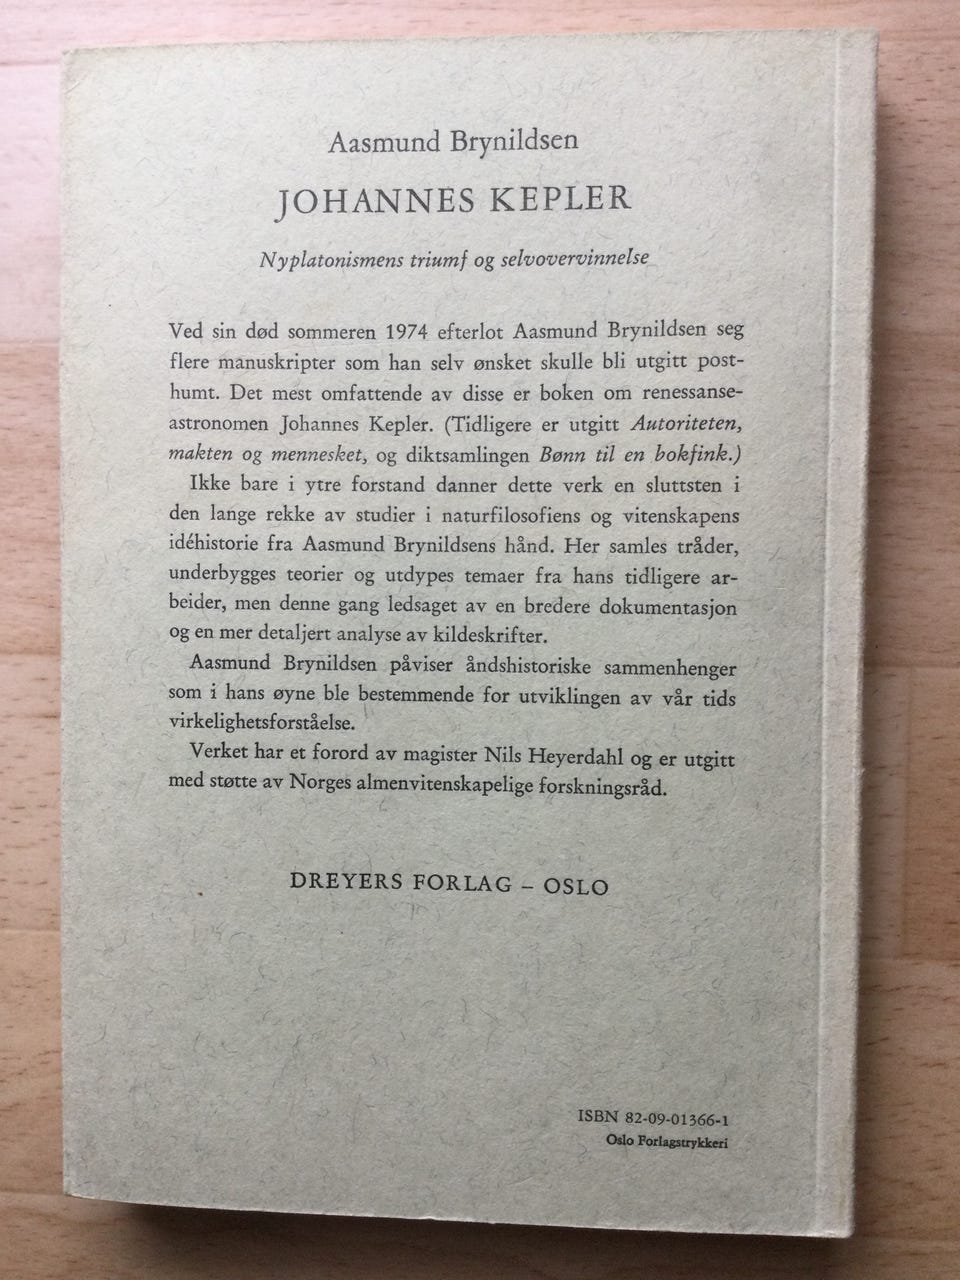 Aasmund Brynildsen
JOHANNES KEPLER
Nyplatonismens triumf og selvovervinnelse
Ved sin død sommeren 1974 efterlot Aasmund Brynildsen seg
flere manuskripter som han selv ønsket skulle bli utgitt post-
humt. Det mest omfattende av disse er boken om renessanse-
astronomen Johannes Kepler. (Tidligere er utgitt Autoriteten,
makten og mennesket, og diktsamlingen Bønn til en bokfink.)
Ikke bare i ytre forstand danner dette verk en sluttsten i
den lange rekke av studier i naturfilosofiens og vitenskapens
idéhistorie fra Aasmund Brynildsens hånd. Her samles tråder,
underbygges teorier og utdypes temaer fra hans tidligere ar-
beider, men denne gang ledsaget av en bredere dokumentasjon
og en mer detaljert analyse av kildeskrifter.
Aasmund Brynildsen påviser åndshistoriske sammenhenger
som i hans øyne ble bestemmende for utviklingen av vår tids
virkelighetsforståelse.
Verket har et forord av magister Nils Heyerdahl og er utgitt
med støtte av Norges almenvitenskapelige forskningsråd.
DREYERS FORLAG – OSLO
ISBN 82-09-01366-1
Oslo Forlagstrykkeri